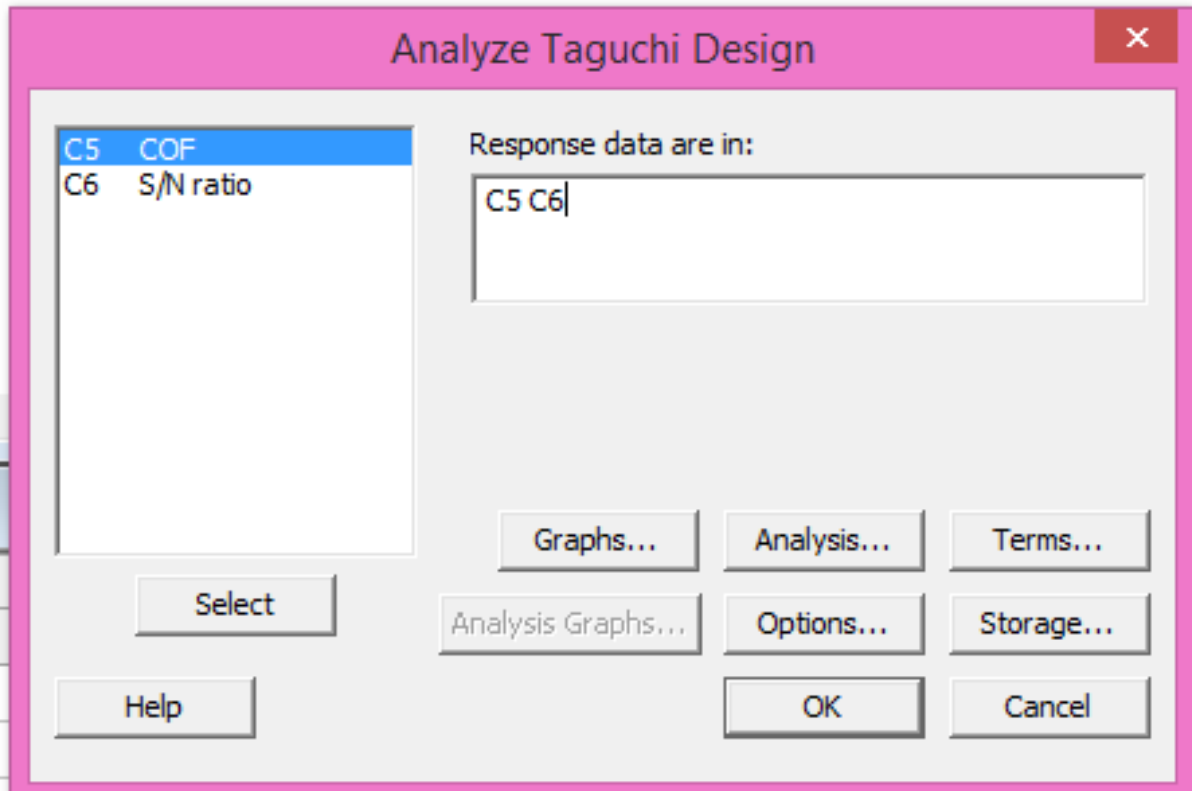 Analyze Taguchi Design
C5 COF
C6 S/N ratio
Response data are in:
C5 C6
Graphs...
Analysis...
Terms...
Select
Analysis Graphs...
Options...
Storage...
Help
OK
Cancel